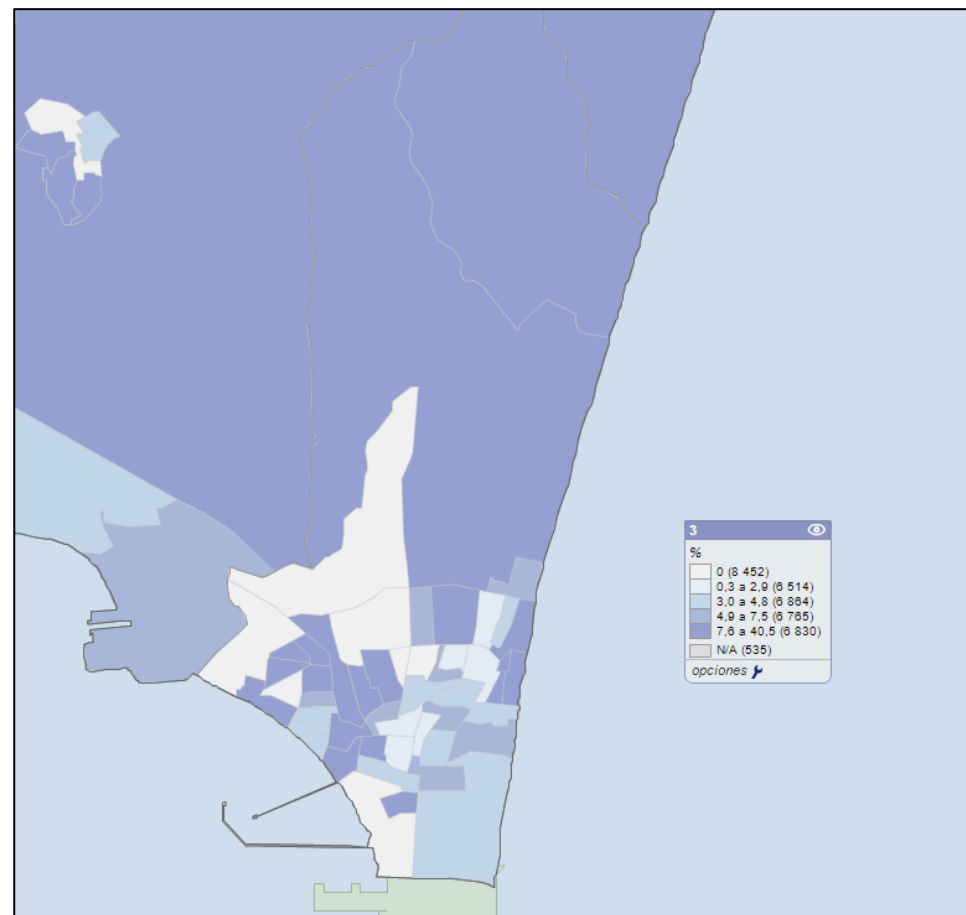 3
%
0 (8 452)
0,3 a 2,9 (6 514)
3,0 a 4,8 (6 864)
4,9 a 7,5 (6 765)
7,6 a 40,5 (6 830)
N/A (535)
opciones